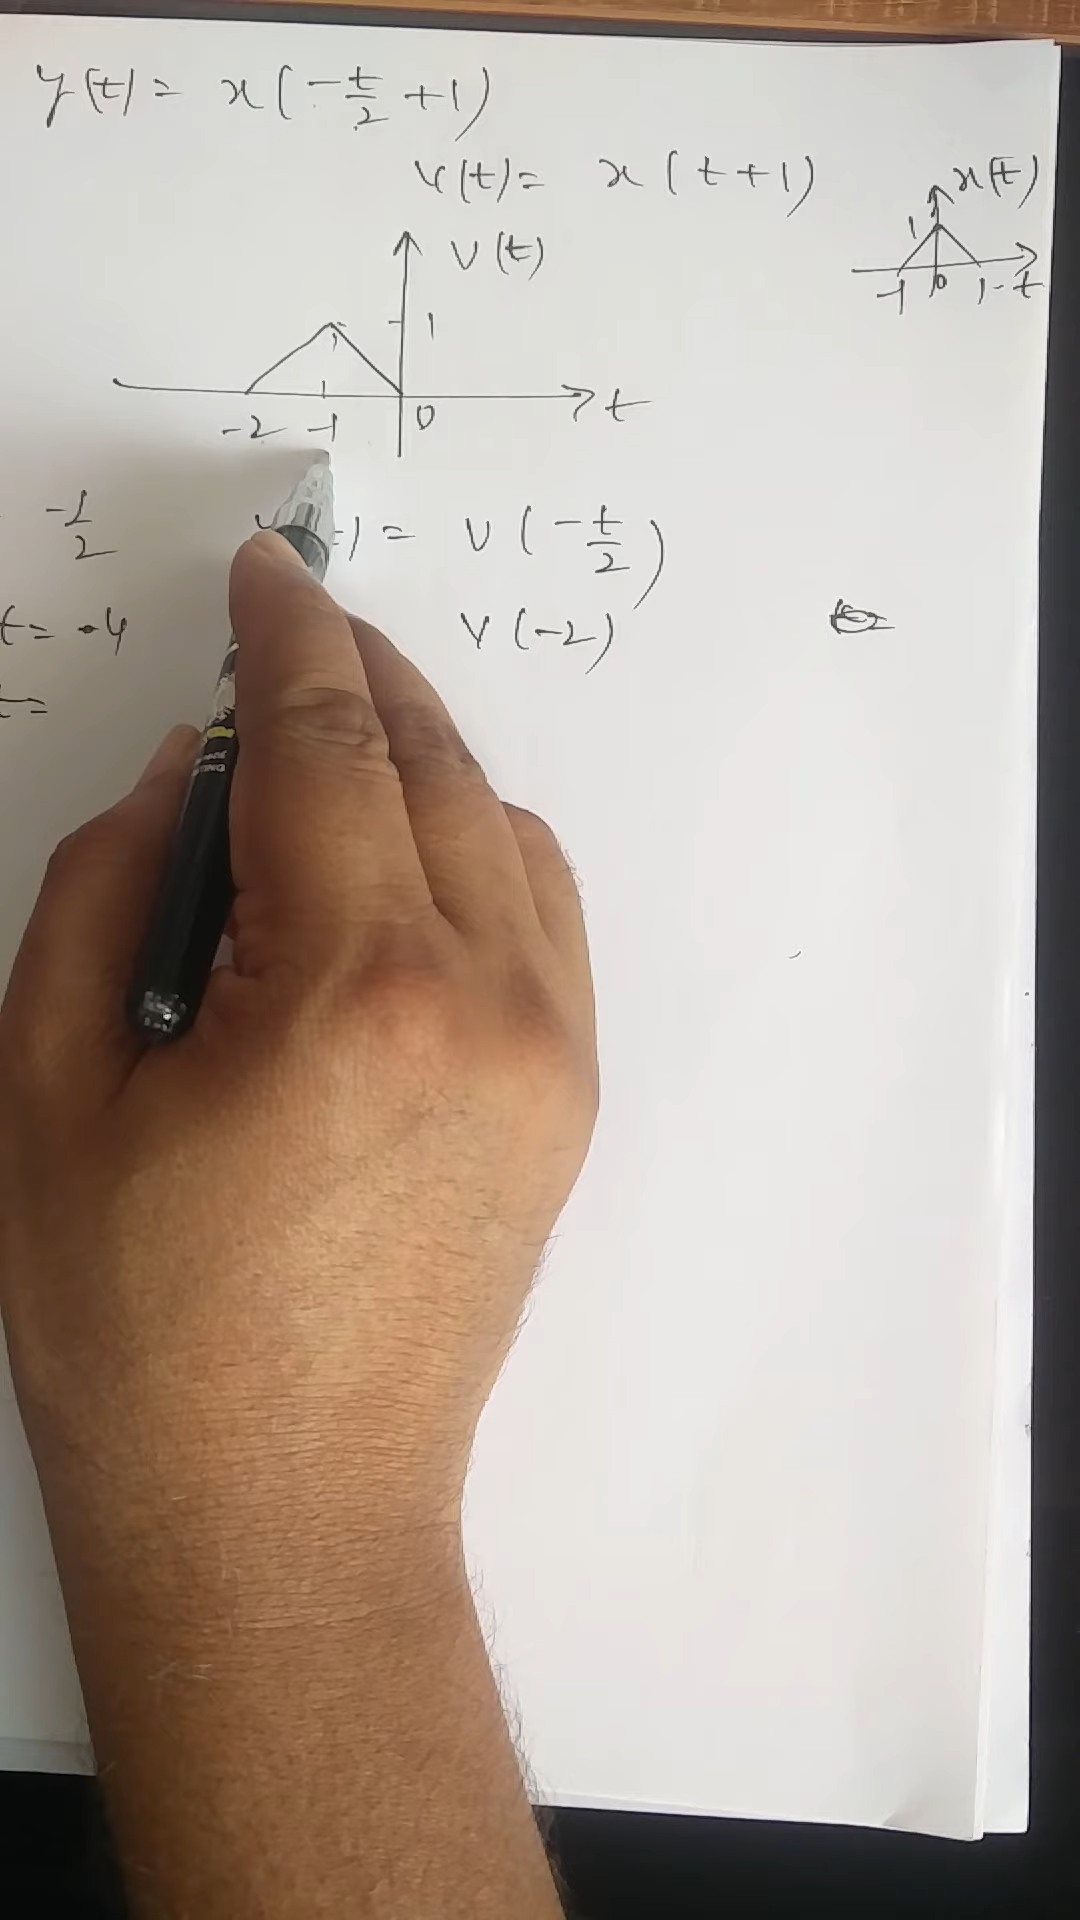 y(t) = x(-t/2 + 1)
v(t) = x(t+1)
x(t)
1
-1 0 1 t
v(t)
1
-2 -1 0 t
-1/2
= v(-t/2)
t = -4
v(-2)
t =